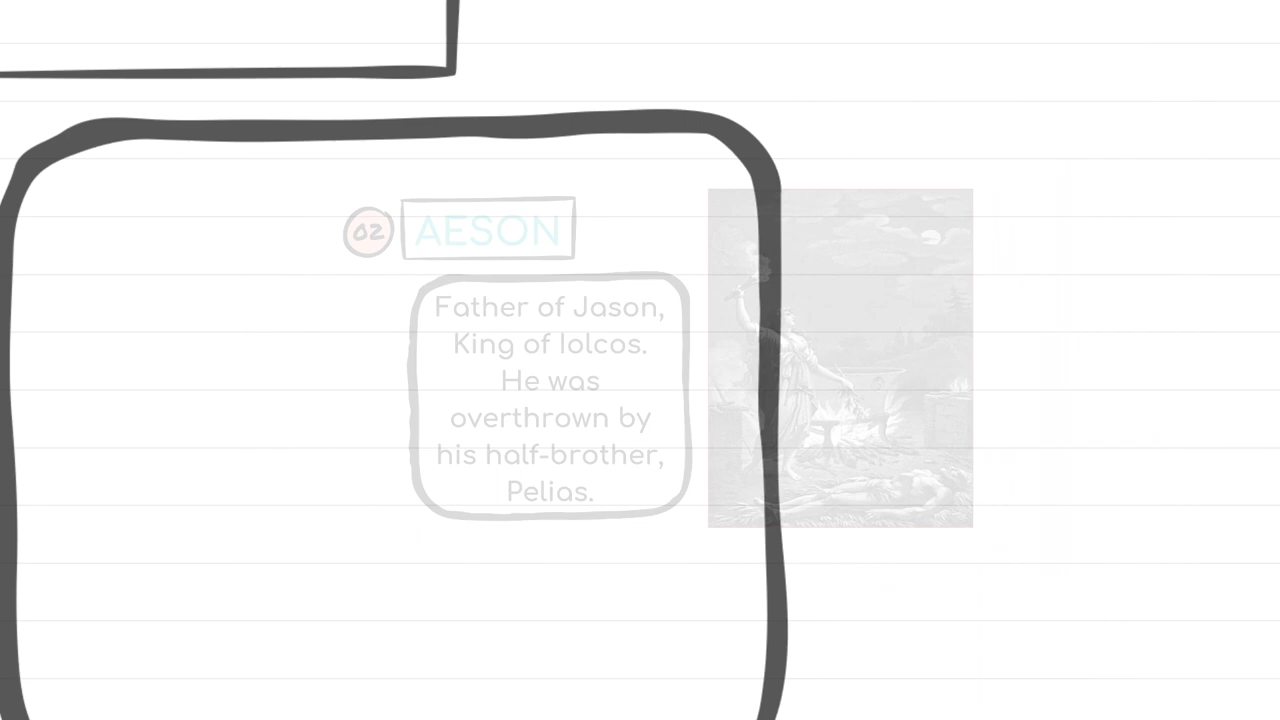 02 AESON
Father of Jason,
King of Iolcos.
He was
overthrown by
his half-brother,
Pelias.